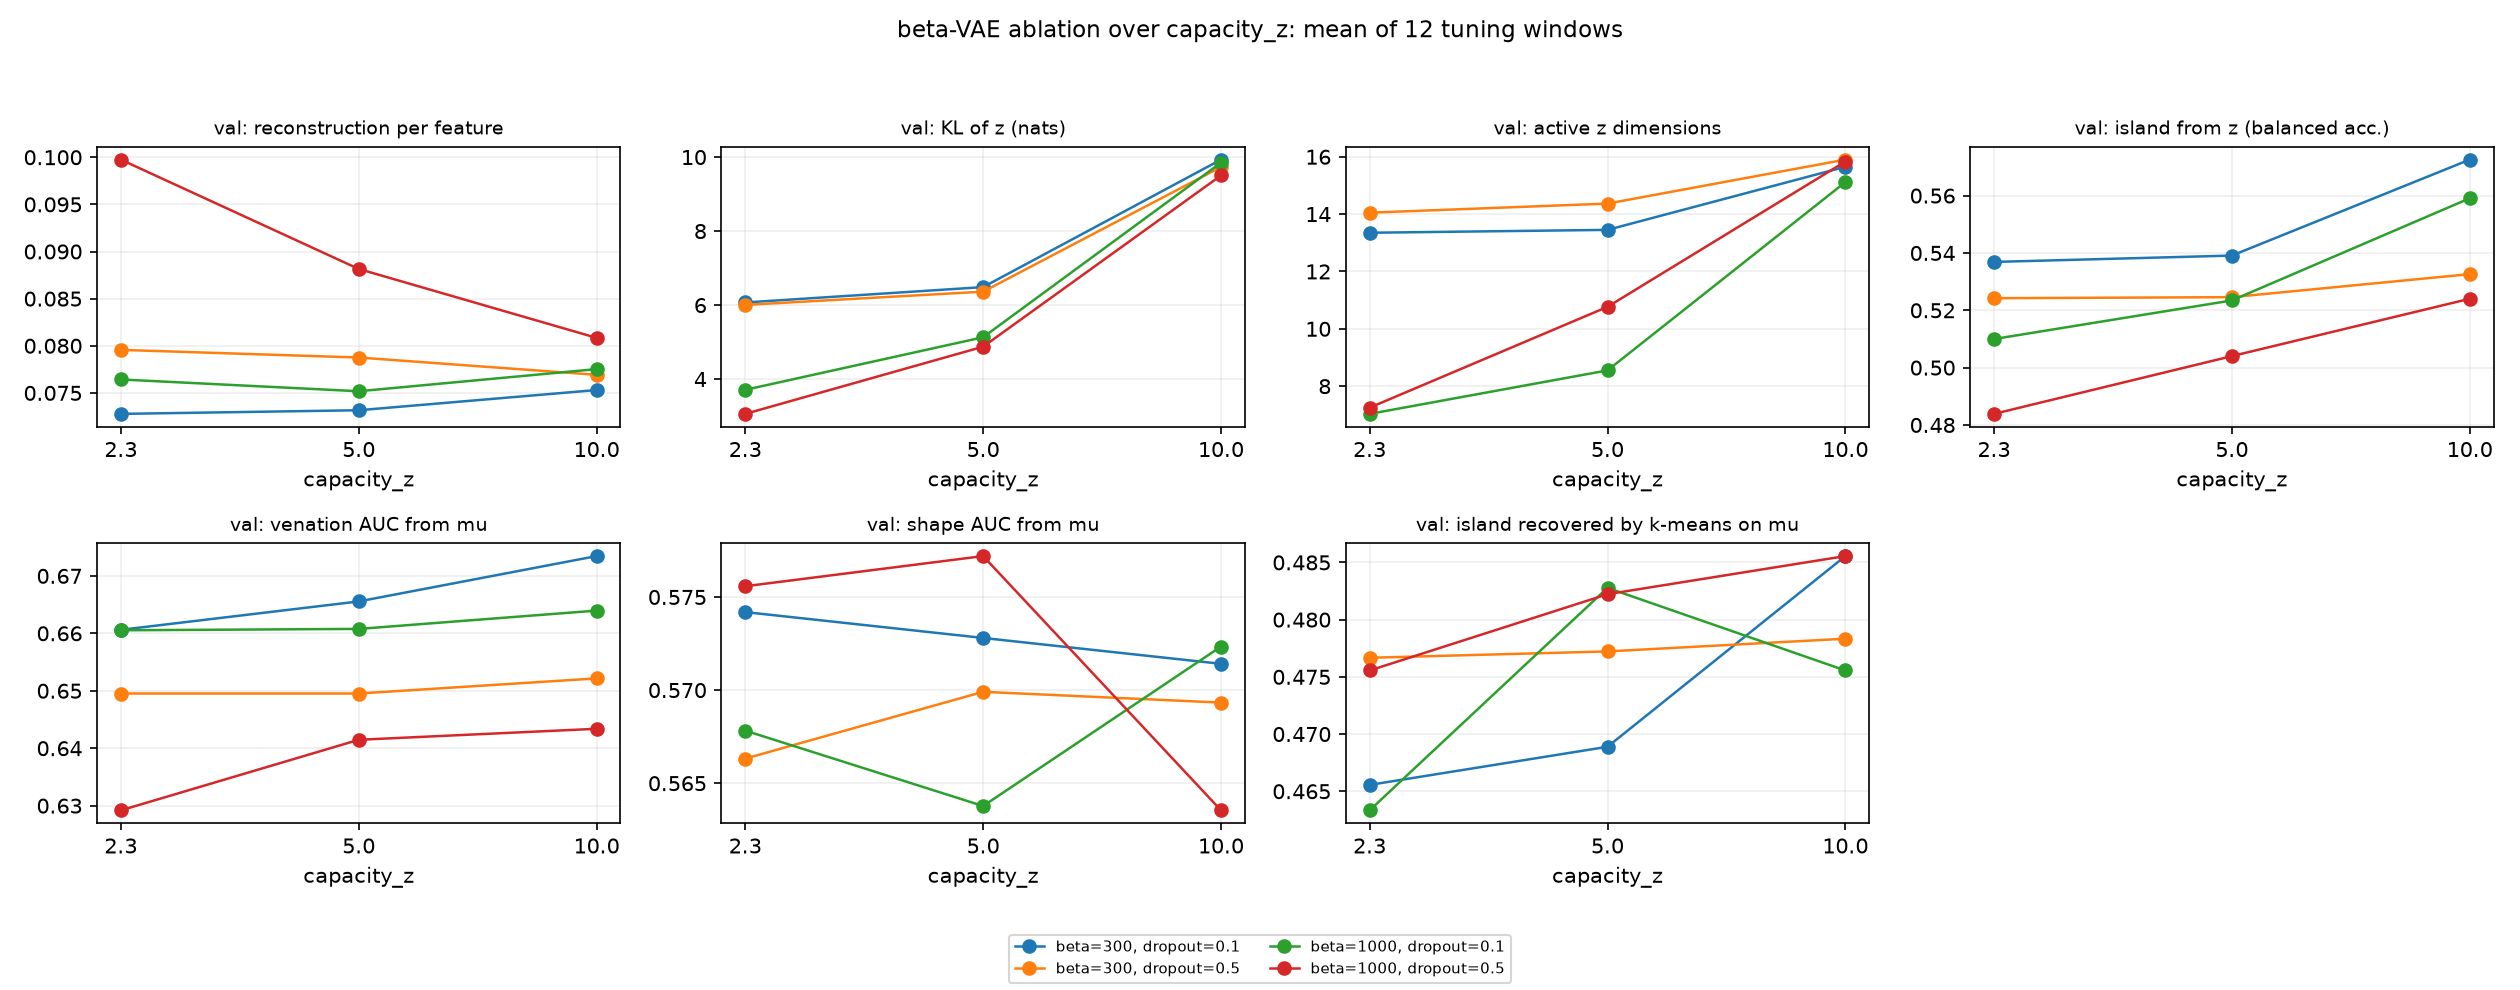 beta-VAE ablation over capacity_z: mean of 12 tuning windows
val: reconstruction per feature
0.100
0.095
0.090
0.085
0.080
0.075
2.3 5.0 10.0
capacity_z
val: KL of z (nats)
10
8
6
4
2.3 5.0 10.0
capacity_z
val: active z dimensions
16
14
12
10
8
2.3 5.0 10.0
capacity_z
val: island from z (balanced acc.)
0.56
0.54
0.52
0.50
0.48
2.3 5.0 10.0
capacity_z
val: venation AUC from mu
0.67
0.66
0.65
0.64
0.63
2.3 5.0 10.0
capacity_z
val: shape AUC from mu
0.575
0.570
0.565
2.3 5.0 10.0
capacity_z
val: island recovered by k-means on mu
0.485
0.480
0.475
0.470
0.465
2.3 5.0 10.0
capacity_z
beta=300, dropout=0.1
beta=300, dropout=0.5
beta=1000, dropout=0.1
beta=1000, dropout=0.5